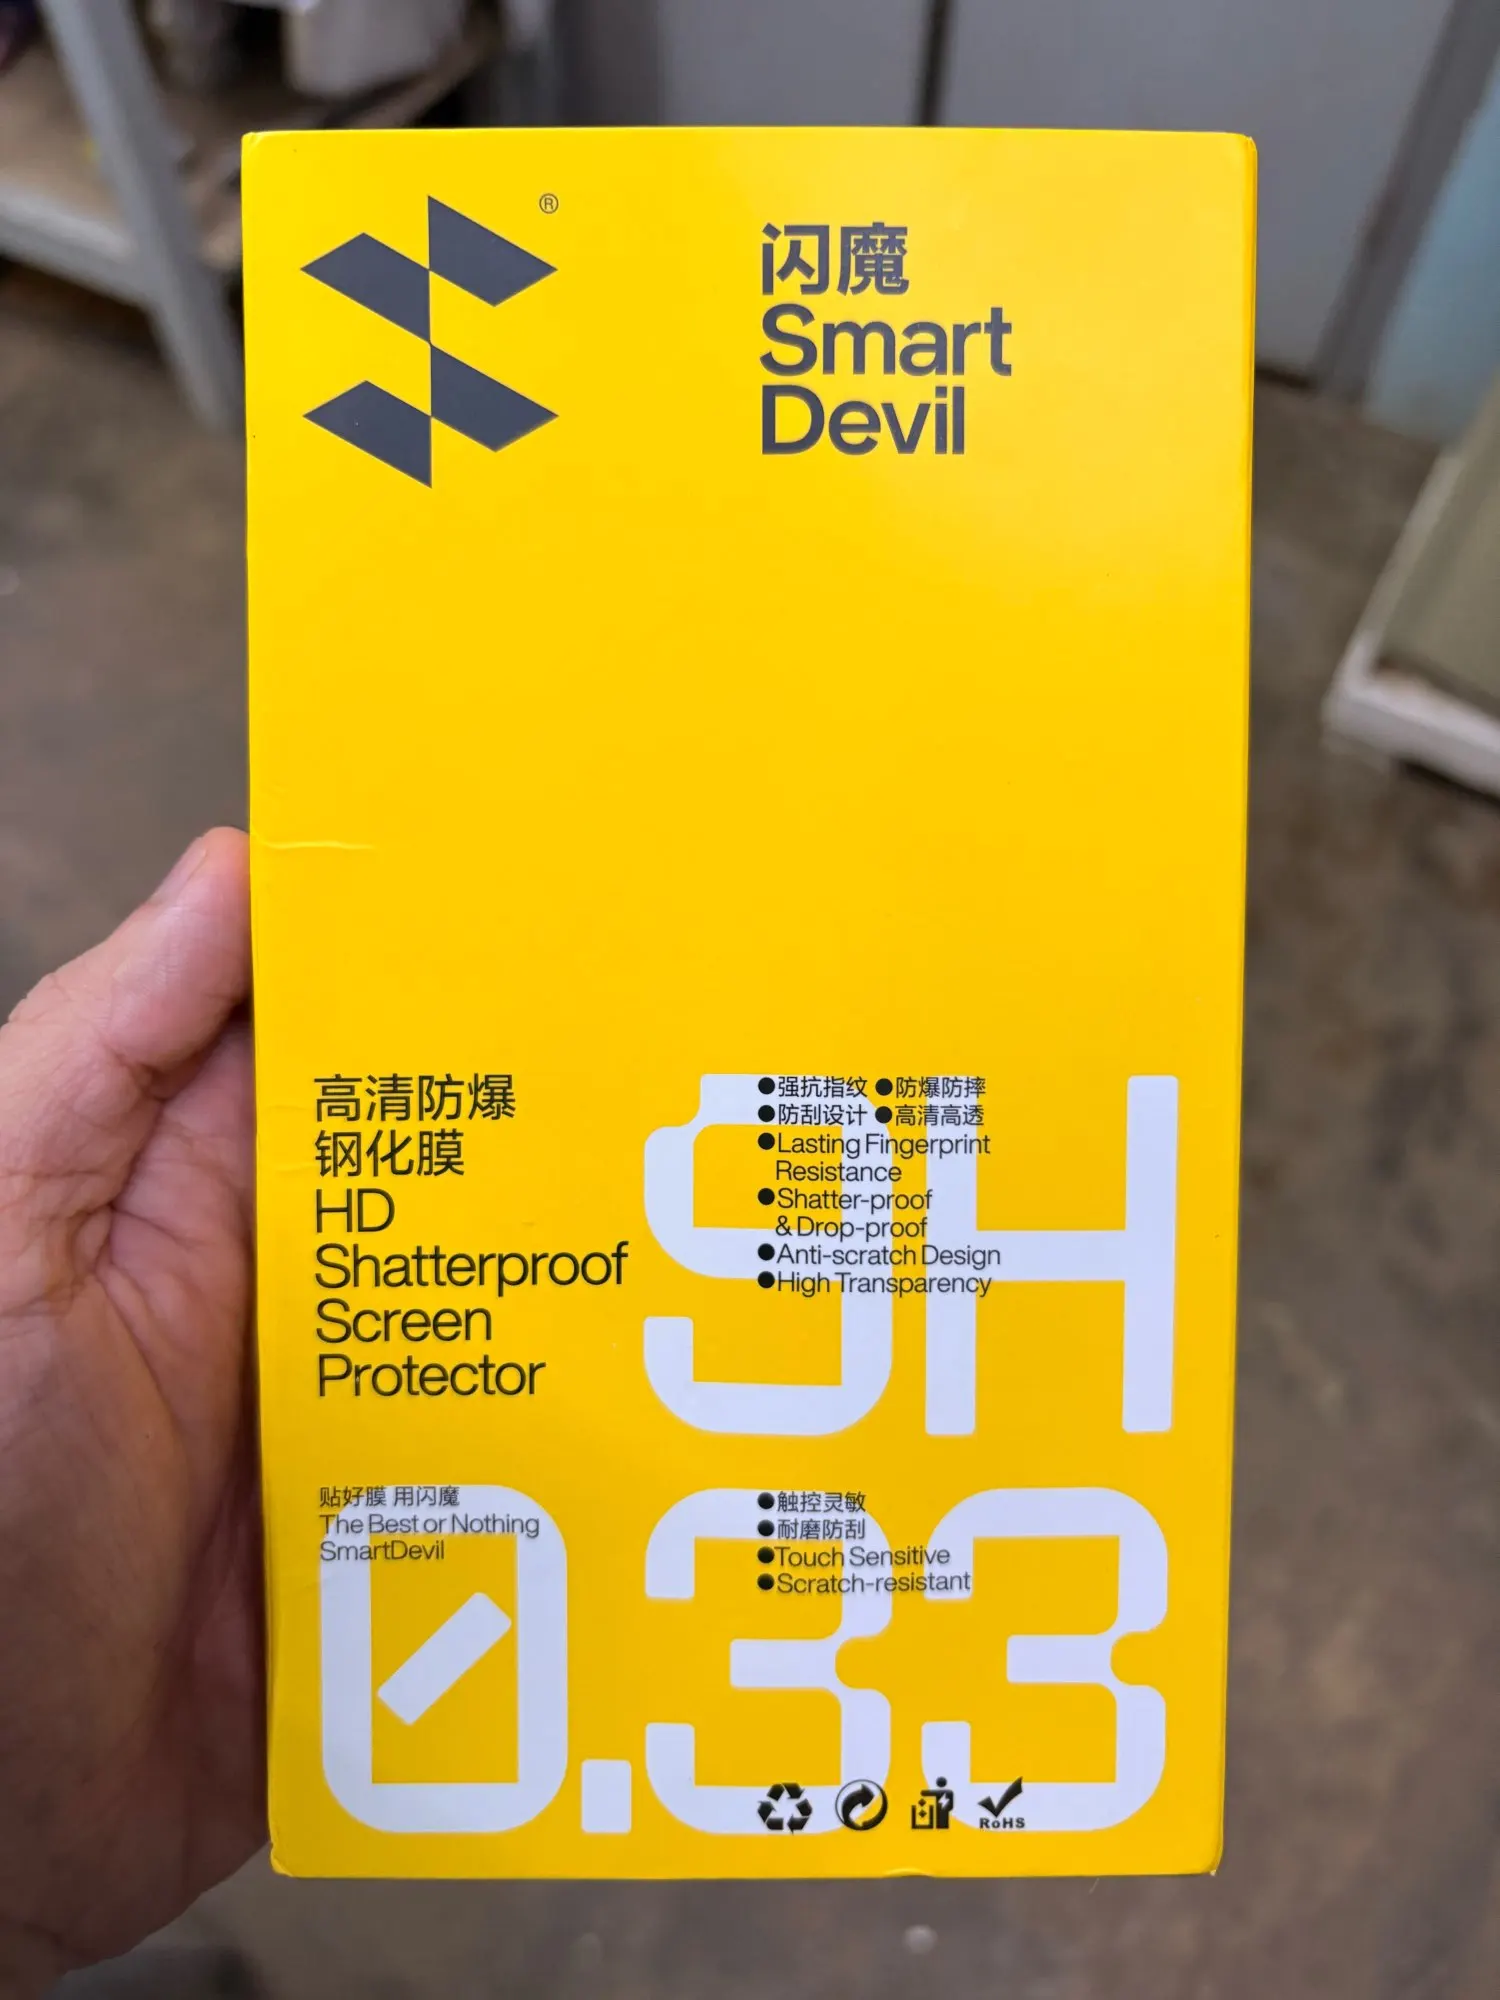 ®
闪魔
Smart
Devil
高清防爆
钢化膜
HD
Shatterproof
Screen
Protector
9H
●强抗指纹 ●防爆防摔
●防刮设计 ●高清高透
●Lasting Fingerprint
Resistance
●Shatter-proof
& Drop-proof
●Anti-scratch Design
●High Transparency
贴好膜 用闪魔
The Best or Nothing
SmartDevil
0.33
●触控灵敏
●耐磨防刮
●Touch Sensitive
●Scratch-resistant
RoHS